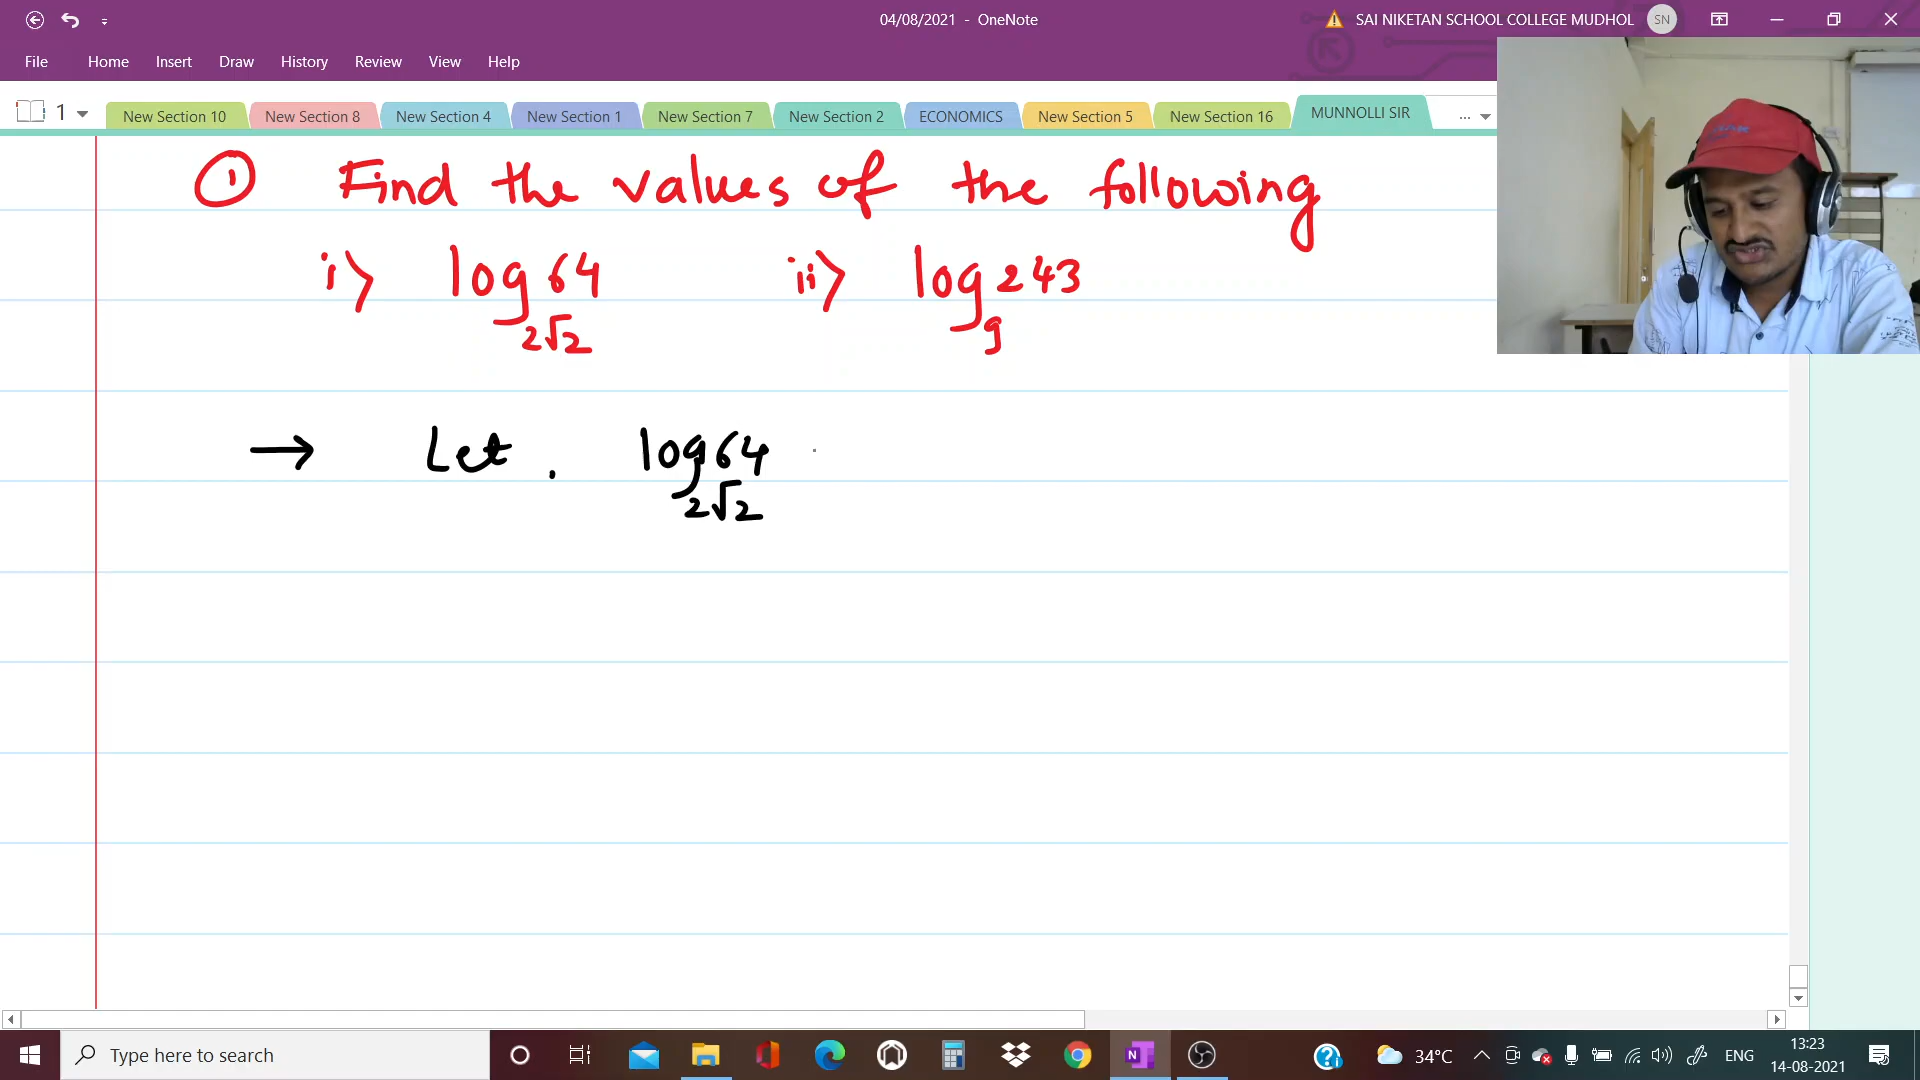 04/08/2021 - OneNote
SAI NIKETAN SCHOOL COLLEGE MUDHOL SN
File Home Insert Draw History Review View Help
1 New Section 10 New Section 8 New Section 4 New Section 1 New Section 7 New Section 2 ECONOMICS New Section 5 New Section 16 MUNNOLLI SIR ...
① Find the values of the following
i) log 64 ii) log 243
2√2 9
→ Let. log 64
2√2
Type here to search
34°C ENG 13:23
14-08-2021